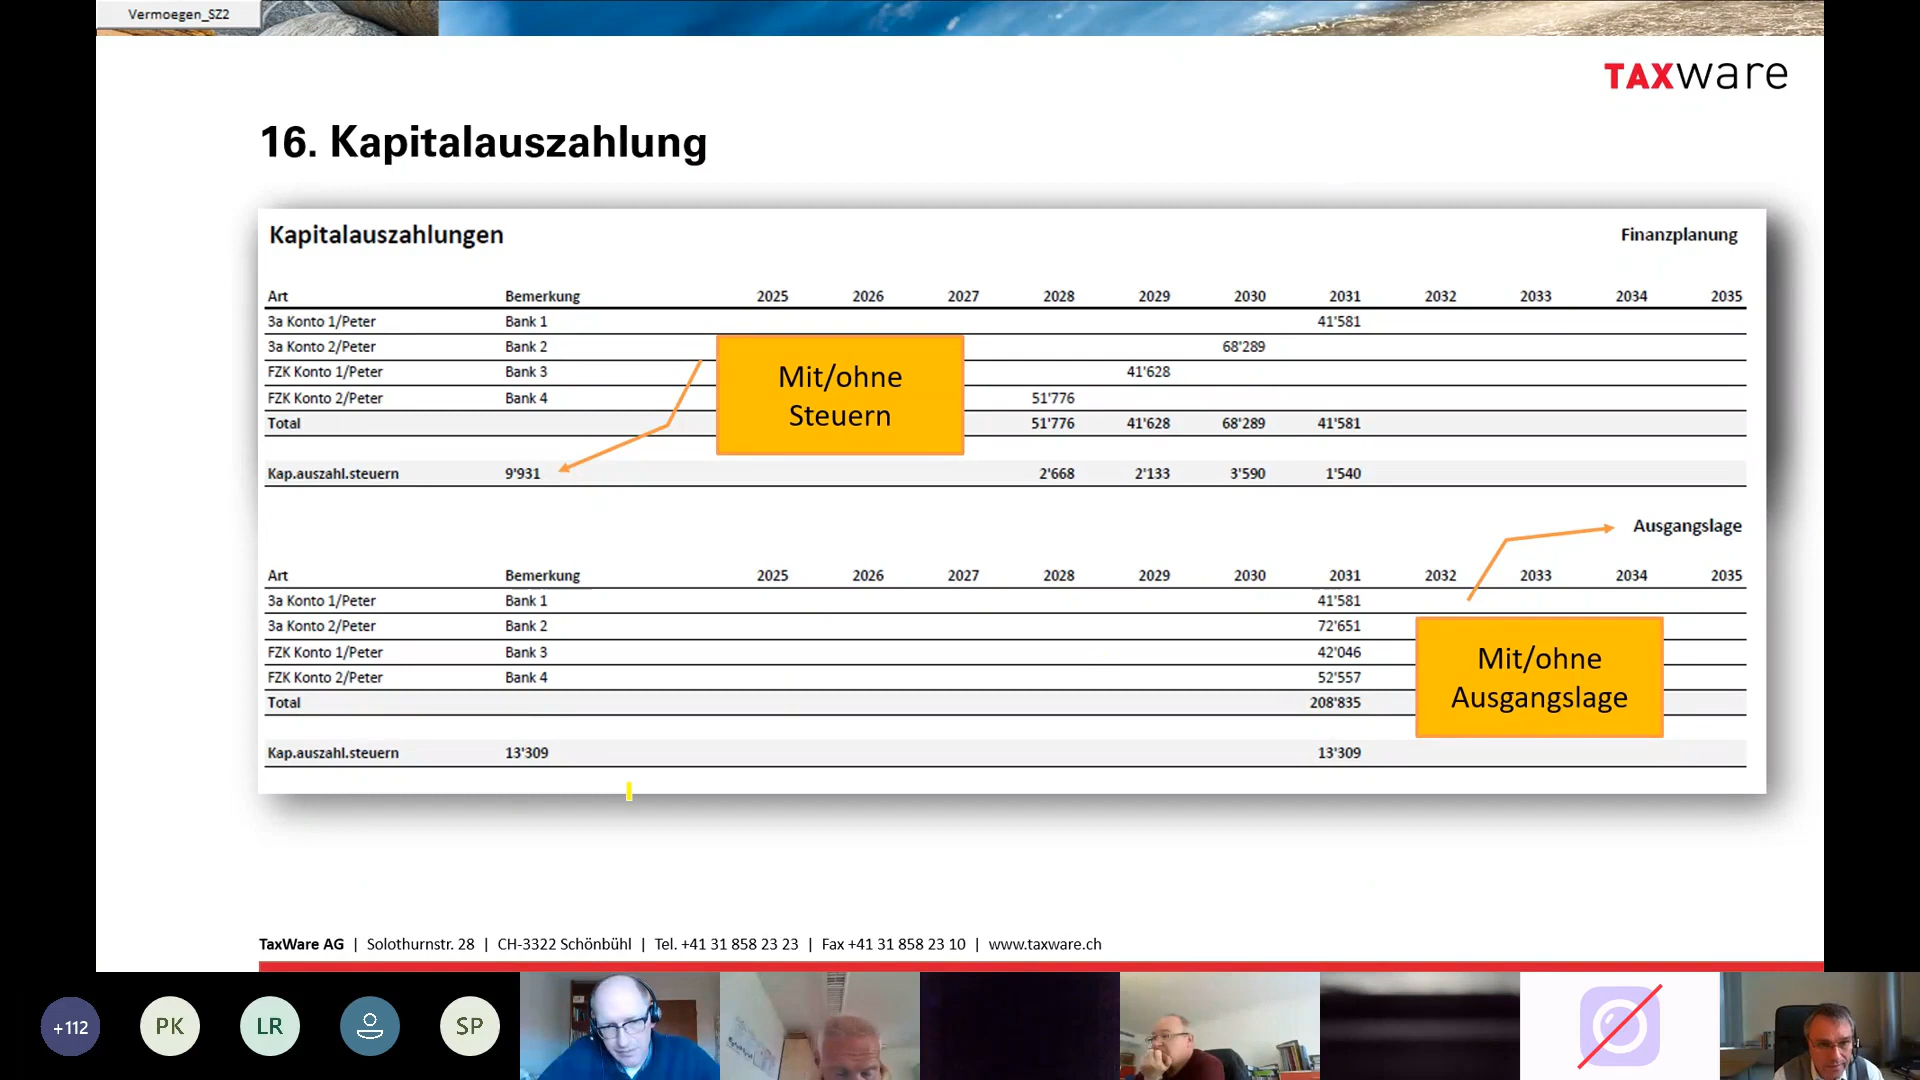 Vermoegen_SZ2
TAXware
16. Kapitalauszahlung
Kapitalauszahlungen
Finanzplanung
Art Bemerkung 2025 2026 2027 2028 2029 2030 2031 2032 2033 2034 2035
3a Konto 1/Peter Bank 1 41'581
3a Konto 2/Peter Bank 2 68'289
FZK Konto 1/Peter Bank 3 41'628
FZK Konto 2/Peter Bank 4 51'776
Total 51'776 41'628 68'289 41'581
Kap.auszahl.steuern 9'931 2'668 2'133 3'590 1'540
Mit/ohne
Steuern
Ausgangslage
Art Bemerkung 2025 2026 2027 2028 2029 2030 2031 2032 2033 2034 2035
3a Konto 1/Peter Bank 1 41'581
3a Konto 2/Peter Bank 2 72'651
FZK Konto 1/Peter Bank 3 42'046
FZK Konto 2/Peter Bank 4 52'557
Total 208'835
Kap.auszahl.steuern 13'309 13'309
Mit/ohne
Ausgangslage
TaxWare AG | Solothurnstr. 28 | CH-3322 Schönbühl | Tel. +41 31 858 23 23 | Fax +41 31 858 23 10 | www.taxware.ch
+112 PK LR SP